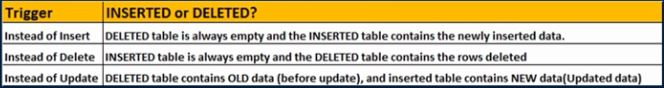 Trigger INSERTED or DELETED?
Instead of Insert DELETED table is always empty and the INSERTED table contains the newly inserted data.
Instead of Delete INSERTED table is always empty and the DELETED table contains the rows deleted
Instead of Update DELETED table contains OLD data (before update), and inserted table contains NEW data(Updated data)